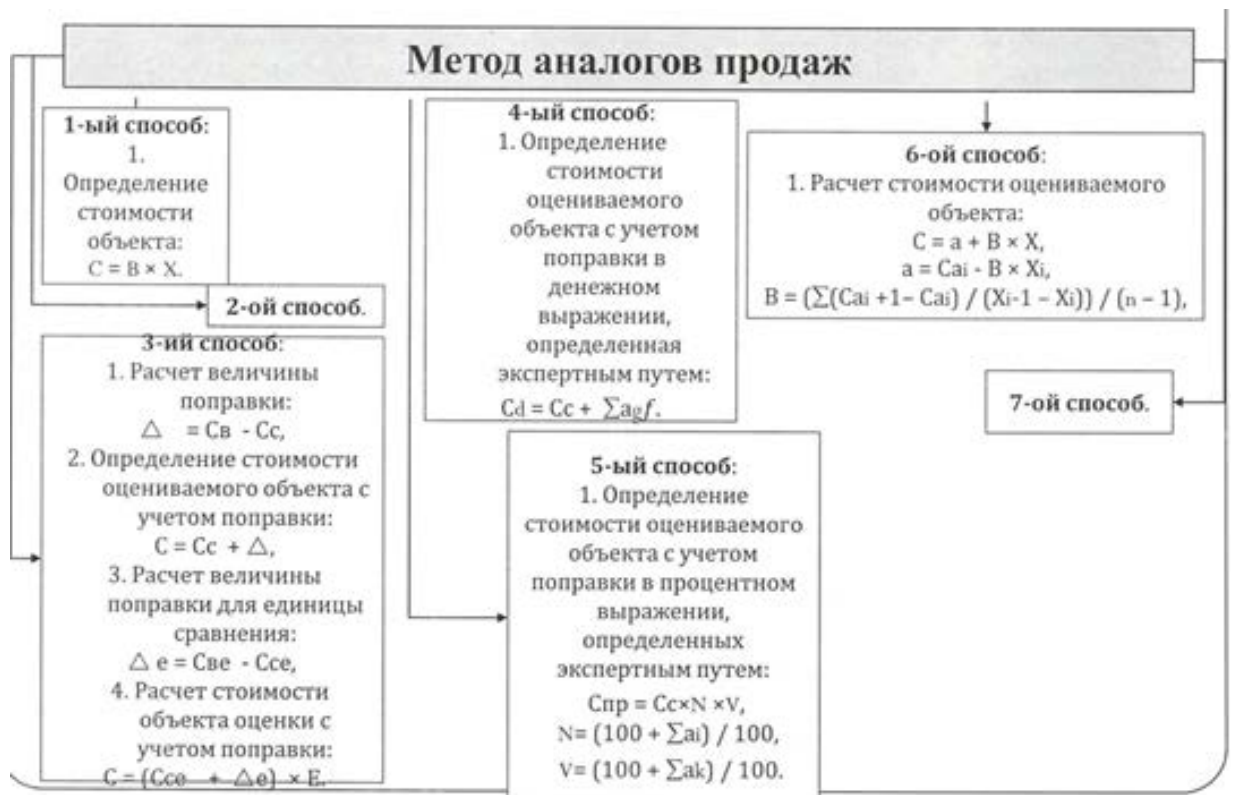 Метод аналогов продаж
1-ый способ:
1.
Определение
стоимости
объекта:
C = B × X.
2-ой способ.
3-ий способ:
1. Расчет величины
поправки:
△ = Св - Сс,
2. Определение стоимости
оцениваемого объекта с
учетом поправки:
С = Сс + △,
3. Расчет величины
поправки для единицы
сравнения:
△ е = Све - Ссе,
4. Расчет стоимости
объекта оценки с
учетом поправки:
С = (Ссе + △е) × Е.
4-ый способ:
1. Определение
стоимости
оцениваемого
объекта с учетом
поправки в
денежном
выражении,
определенная
экспертным путем:
Cd = Cc + ∑agf.
5-ый способ:
1. Определение
стоимости оцениваемого
объекта с учетом
поправки в процентном
выражении,
определенных
экспертным путем:
Спр = Сс×N ×V,
N= (100 + ∑ai) / 100,
V= (100 + ∑ak) / 100.
6-ой способ:
1. Расчет стоимости оцениваемого
объекта:
С = а + В × Х,
а = Саi - В × Хi,
В = (∑(Саi +1– Саi) / (Хi-1 – Хi)) / (n – 1),
7-ой способ.